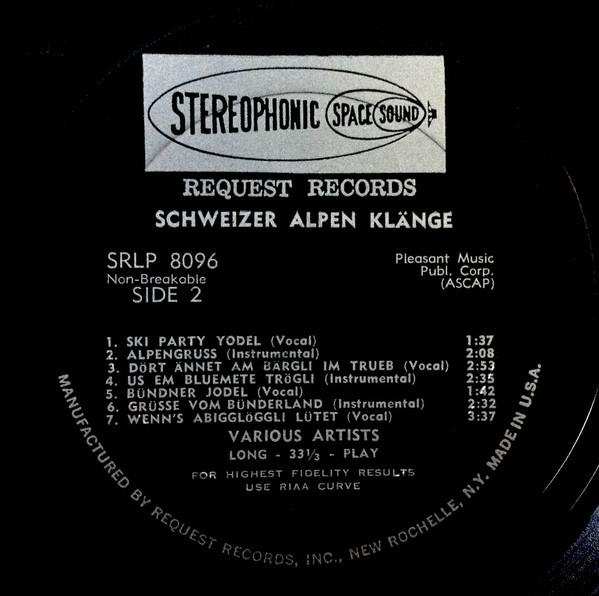 STEREOPHONIC SPACE SOUND
REQUEST RECORDS
SCHWEIZER ALPEN KLÄNGE
SRLP 8096
Non-Breakable
SIDE 2
Pleasant Music
Publ. Corp.
(ASCAP)
1. SKI PARTY YODEL (Vocal) 1:37
2. ALPENGRUSS (Instrumental) 2:08
3. DÖRT ÄNNET AM BÄRGLI IM TRUEB (Vocal) 2:53
4. US EM BLUEMETE TRÖGLI (Instrumental) 2:35
5. BÜNDNER JODEL (Vocal) 1:42
6. GRÜSSE VOM BÜNDERLAND (Instrumental) 2:32
7. WENN'S ABIGGLÖGGLI LÜTET (Vocal) 3:37
VARIOUS ARTISTS
LONG - 33⅓ - PLAY
FOR HIGHEST FIDELITY RESULTS
USE RIAA CURVE
MANUFACTURED BY REQUEST RECORDS, INC., NEW ROCHELLE, N.Y. MADE IN U.S.A.